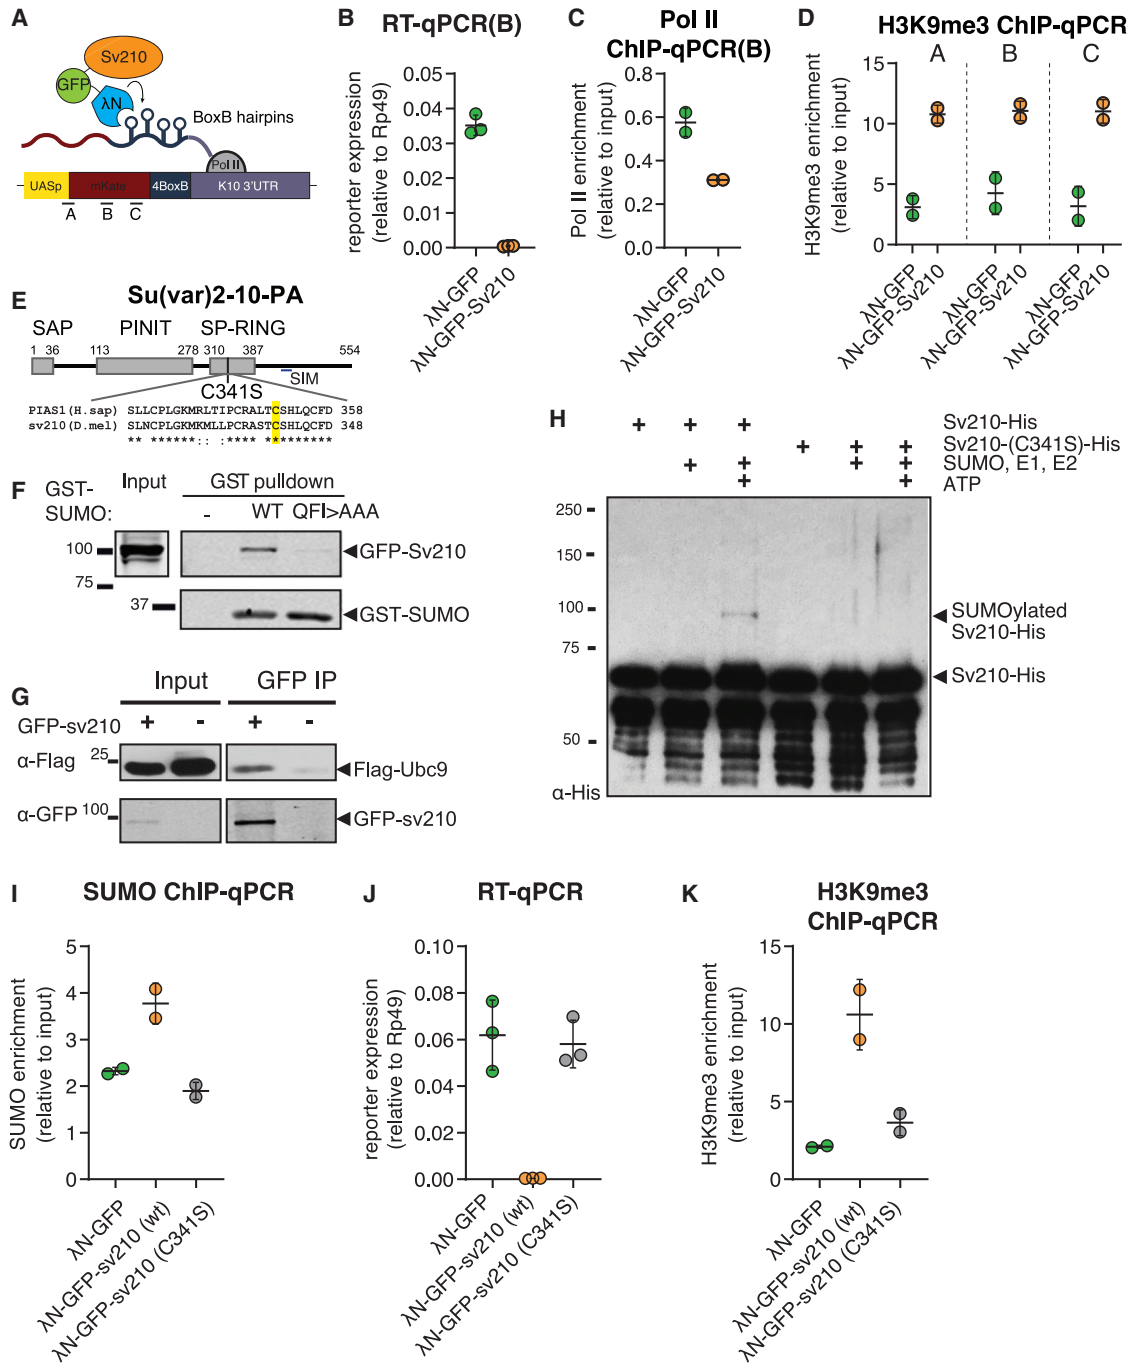 A
Sv210
GFP
λN
BoxB hairpins
Pol II
UASp
mKate
4BoxB
K10 3'UTR
A
B
C
B
RT-qPCR(B)
reporter expression
(relative to Rp49)
0.05
0.04
0.03
0.02
0.01
0.00
λN-GFP
λN-GFP-Sv210
C
Pol II
ChIP-qPCR(B)
Pol II enrichment
(relative to input)
0.8
0.6
0.4
0.2
0.0
λN-GFP
λN-GFP-Sv210
D
H3K9me3 ChIP-qPCR
A
B
C
H3K9me3 enrichment
(relative to input)
15
10
5
0
λN-GFP
λN-GFP-Sv210
λN-GFP
λN-GFP-Sv210
λN-GFP
λN-GFP-Sv210
E
Su(var)2-10-PA
SAP PINIT SP-RING
1 36 113 278 310 387 554
SIM
C341S
PIAS1(H.sap) SLLCPLGKMRLTIPCRALTCSHLQCFD 358
sv210(D.mel) SLNCPLGKMKMLLPCRASTCSHLQCFD 348
** ******:: :**** *********
F
Input GST pulldown
GST-
SUMO: - WT QFI>AAA
100
75
GFP-Sv210
37
GST-SUMO
G
Input GFP IP
GFP-sv210 + - + -
α-Flag 25 Flag-Ubc9
α-GFP 100 GFP-sv210
H
+ + + Sv210-His
+ + + Sv210-(C341S)-His
+ + + + SUMO, E1, E2
+ + ATP
250
150
100
75
50
SUMOylated
Sv210-His
Sv210-His
α-His
I
SUMO ChIP-qPCR
SUMO enrichment
(relative to input)
5
4
3
2
1
0
λN-GFP
λN-GFP-sv210 (wt)
λN-GFP-sv210 (C341S)
J
RT-qPCR
reporter expression
(relative to Rp49)
0.10
0.08
0.06
0.04
0.02
0.00
λN-GFP
λN-GFP-sv210 (wt)
λN-GFP-sv210 (C341S)
K
H3K9me3
ChIP-qPCR
H3K9me3 enrichment
(relative to input)
15
10
5
0
λN-GFP
λN-GFP-sv210 (wt)
λN-GFP-sv210 (C341S)